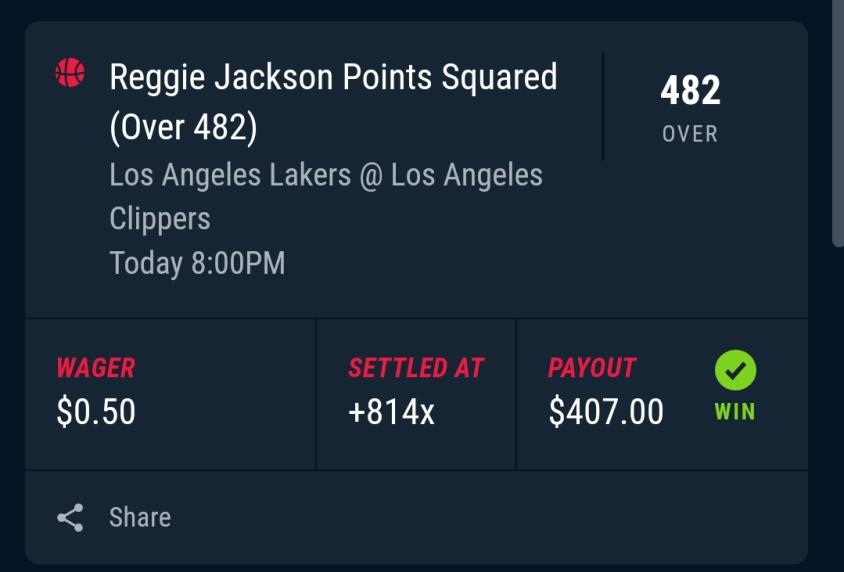 Reggie Jackson Points Squared
(Over 482)
Los Angeles Lakers @ Los Angeles
Clippers
Today 8:00PM
482
OVER
WAGER
$0.50
SETTLED AT
+814x
PAYOUT
$407.00
WIN
Share